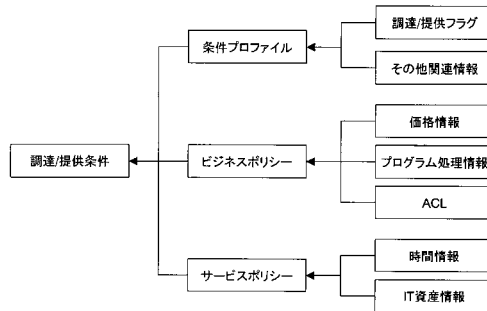 調達/提供フラグ
条件プロファイル
その他関連情報
価格情報
調達/提供条件
ビジネスポリシー
プログラム処理情報
ACL
時間情報
サービスポリシー
IT資産情報